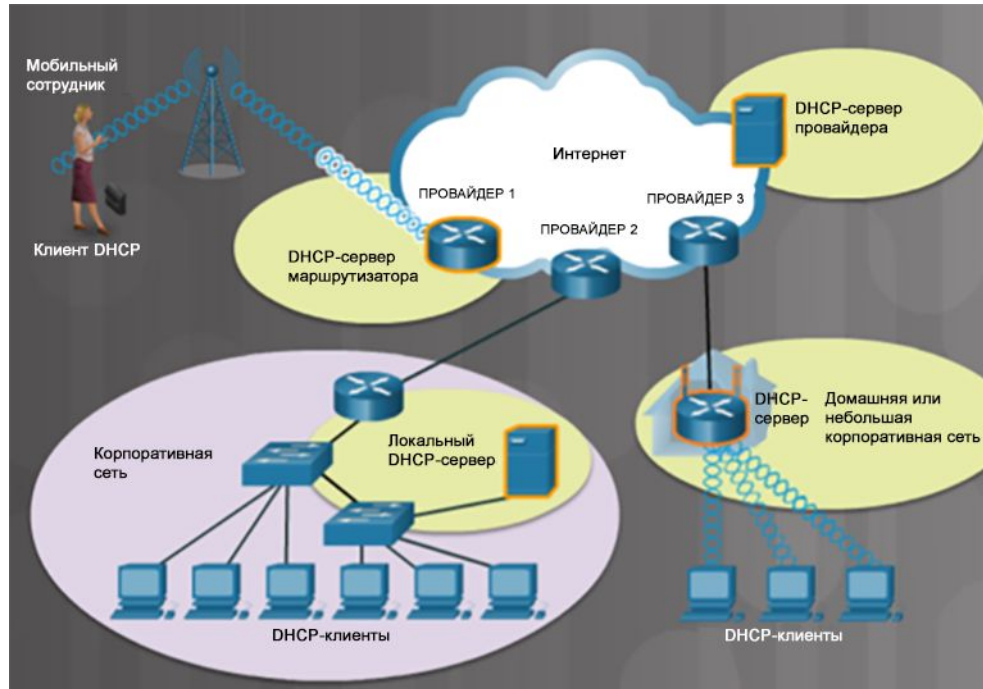 Мобильный
сотрудник
Клиент DHCP
DHCP-сервер
провайдера
Интернет
ПРОВАЙДЕР 1
ПРОВАЙДЕР 2
ПРОВАЙДЕР 3
DHCP-сервер
маршрутизатора
Корпоративная
сеть
Локальный
DHCP-сервер
DHCP-клиенты
DHCP-
сервер
Домашняя или
небольшая
корпоративная сеть
DHCP-клиенты